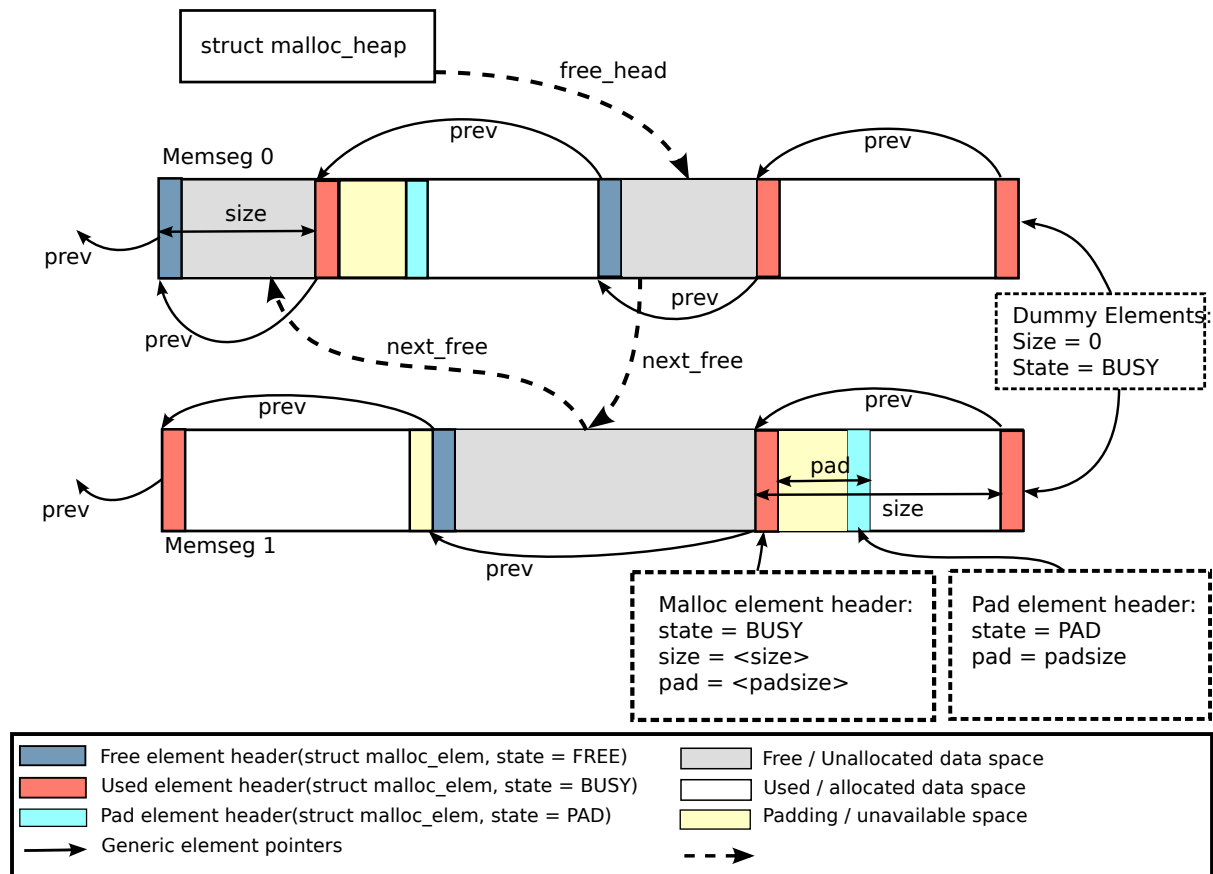 struct malloc_heap
free_head
prev
prev
Memseg 0
size
prev
prev
prev
Dummy Elements:
Size = 0
State = BUSY
next_free
next_free
prev
prev
pad
size
prev
Memseg 1
prev
Malloc element header:
state = BUSY
size = <size>
pad = <padsize>
Pad element header:
state = PAD
pad = padsize
Free element header(struct malloc_elem, state = FREE)
Used element header(struct malloc_elem, state = BUSY)
Pad element header(struct malloc_elem, state = PAD)
Generic element pointers
Free / Unallocated data space
Used / allocated data space
Padding / unavailable space